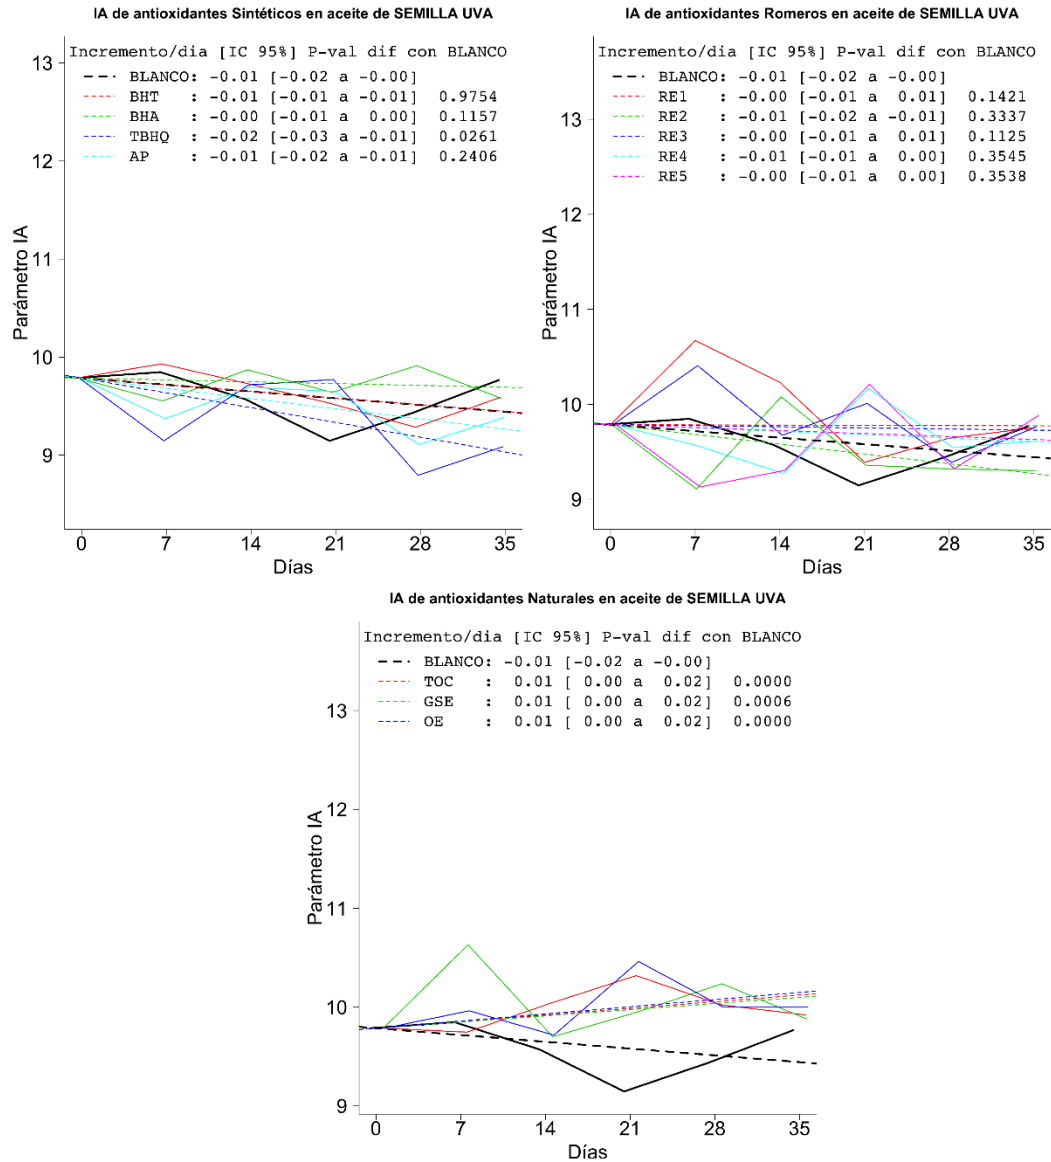 IA de antioxidantes Sintéticos en aceite de SEMILLA UVA
Incremento/dia [IC 95%] P-val dif con BLANCO
BLANCO: -0.01 [-0.02 a -0.00]
BHT : -0.01 [-0.01 a -0.01] 0.9754
BHA : -0.00 [-0.01 a 0.00] 0.1157
TBHQ : -0.02 [-0.03 a -0.01] 0.0261
AP : -0.01 [-0.02 a -0.01] 0.2406
13
12
11
10
9
Parámetro IA
0 7 14 21 28 35
Días
IA de antioxidantes Romeros en aceite de SEMILLA UVA
Incremento/dia [IC 95%] P-val dif con BLANCO
BLANCO: -0.01 [-0.02 a -0.00]
RE1 : -0.00 [-0.01 a 0.01] 0.1421
RE2 : -0.01 [-0.02 a -0.01] 0.3337
RE3 : -0.00 [-0.01 a 0.01] 0.1125
RE4 : -0.01 [-0.01 a 0.00] 0.3545
RE5 : -0.00 [-0.01 a 0.00] 0.3538
13
12
11
10
9
Parámetro IA
0 7 14 21 28 35
Días
IA de antioxidantes Naturales en aceite de SEMILLA UVA
Incremento/dia [IC 95%] P-val dif con BLANCO
BLANCO: -0.01 [-0.02 a -0.00]
TOC : 0.01 [ 0.00 a 0.02] 0.0000
GSE : 0.01 [ 0.00 a 0.02] 0.0006
OE : 0.01 [ 0.00 a 0.02] 0.0000
13
12
11
10
9
Parámetro IA
0 7 14 21 28 35
Días